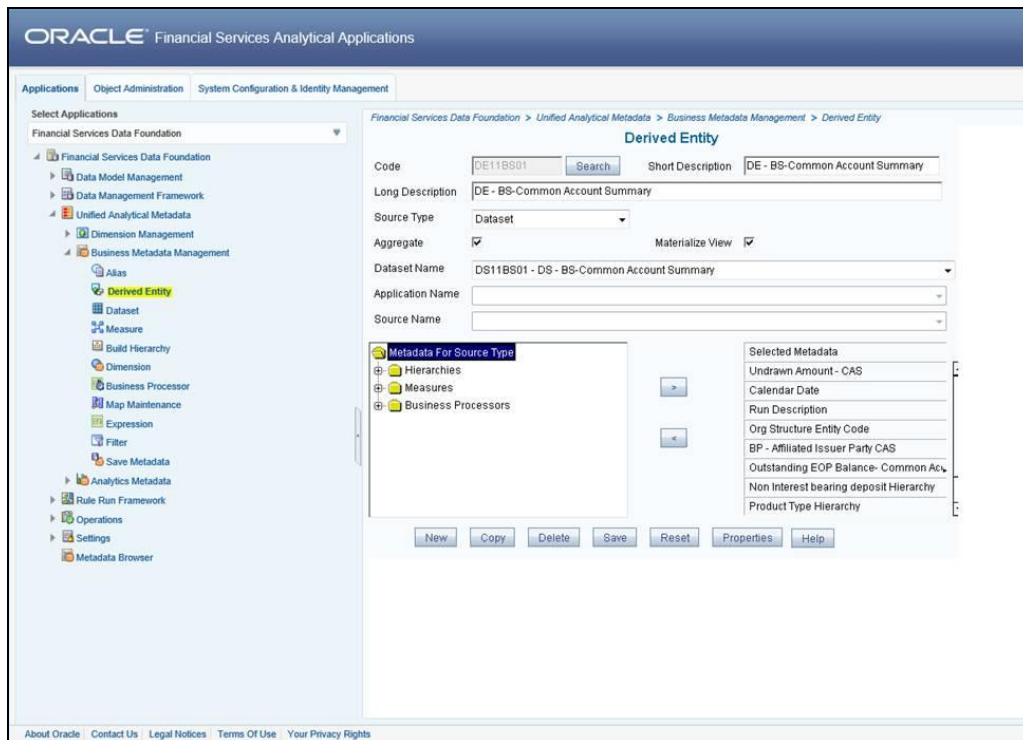 ORACLE Financial Services Analytical Applications
Applications Object Administration System Configuration & Identity Management
Select Applications
Financial Services Data Foundation
Financial Services Data Foundation
Data Model Management
Data Management Framework
Unified Analytical Metadata
Dimension Management
Business Metadata Management
Alias
Derived Entity
Dataset
Measure
Build Hierarchy
Dimension
Business Processor
Map Maintenance
Expression
Filter
Save Metadata
Analytics Metadata
Rule Run Framework
Operations
Settings
Metadata Browser
Financial Services Data Foundation > Unified Analytical Metadata > Business Metadata Management > Derived Entity
Derived Entity
Code DE11BS01 Search Short Description DE - BS-Common Account Summary
Long Description DE - BS-Common Account Summary
Source Type Dataset
Aggregate Materialize View
Dataset Name DS11BS01 - DS - BS-Common Account Summary
Application Name
Source Name
Metadata For Source Type
Hierarchies
Measures
Business Processors
>
<
Selected Metadata
Undrawn Amount - CAS
Calendar Date
Run Description
Org Structure Entity Code
BP - Affiliated Issuer Party CAS
Outstanding EOP Balance- Common
Non Interest bearing deposit Hierarchy
Product Type Hierarchy
New Copy Delete Save Reset Properties Help
About Oracle Contact Us Legal Notices Terms Of Use Your Privacy Rights